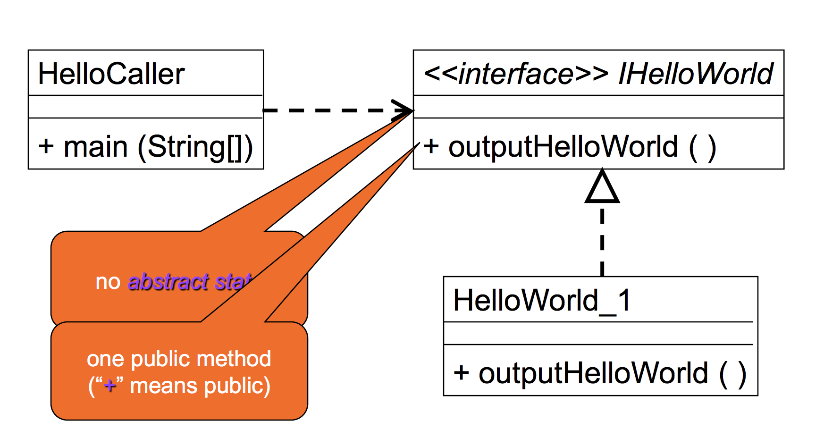 HelloCaller
+ main (String[])
<<interface>> IHelloWorld
+ outputHelloWorld ( )
no abstract
one public method
(“+” means public)
HelloWorld_1
+ outputHelloWorld ( )